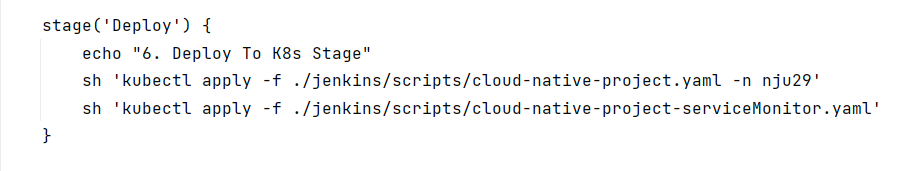 stage('Deploy') {
    echo "6. Deploy To K8s Stage"
    sh 'kubectl apply -f ./jenkins/scripts/cloud-native-project.yaml -n nju29'
    sh 'kubectl apply -f ./jenkins/scripts/cloud-native-project-serviceMonitor.yaml'
}